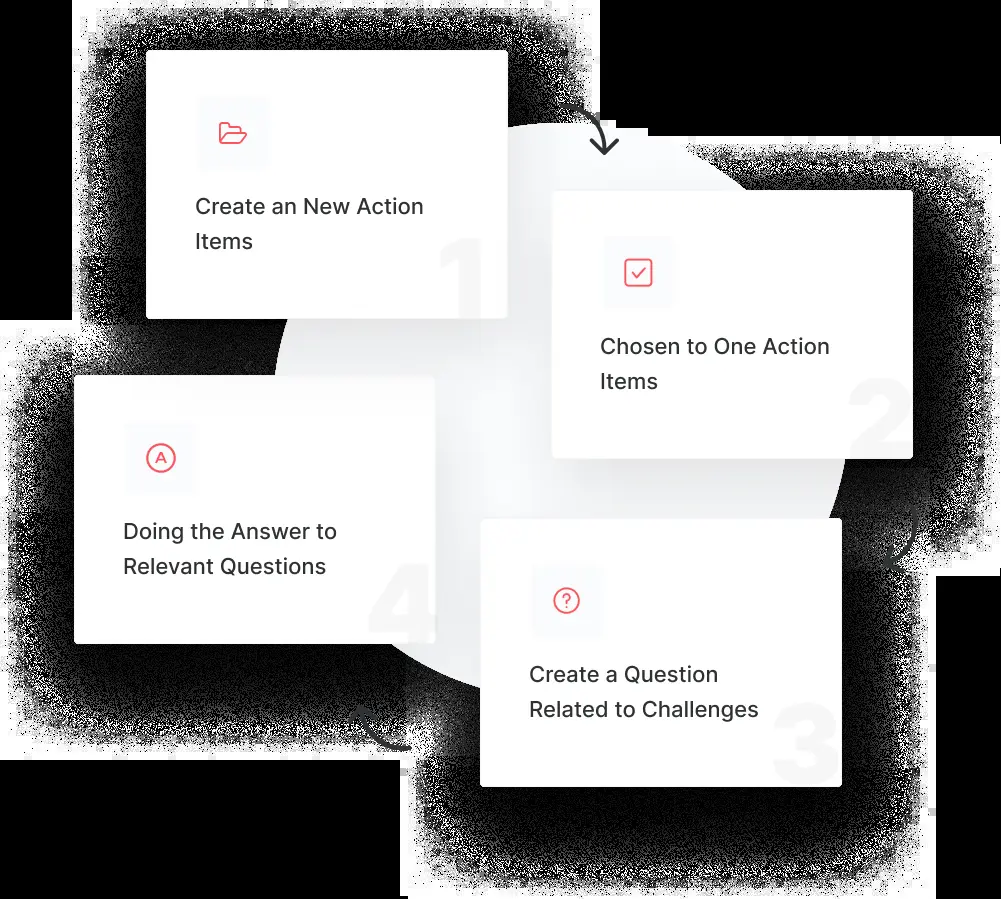 Create an New Action
Items
1
Chosen to One Action
Items
2
Create a Question
Related to Challenges
3
A
Doing the Answer to
Relevant Questions
4